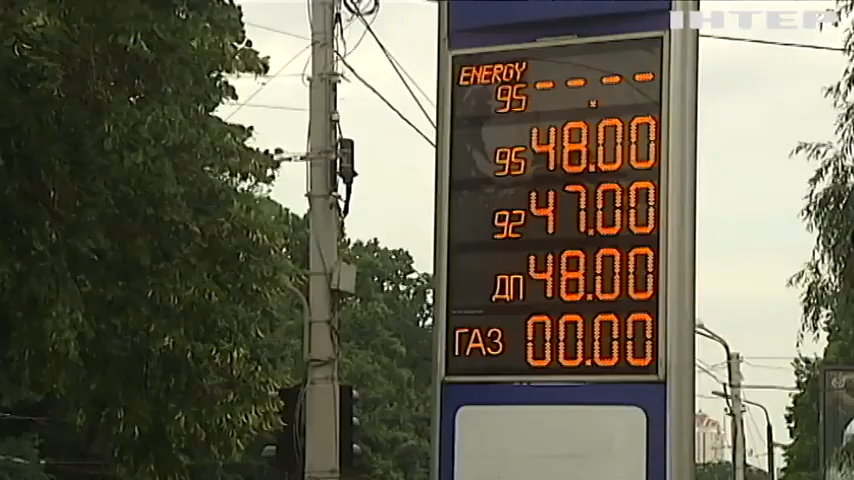 ІНТЕР
ENERGY
95 --.--
95 48.00
92 47.00
ДП 48.00
ГАЗ 00.00